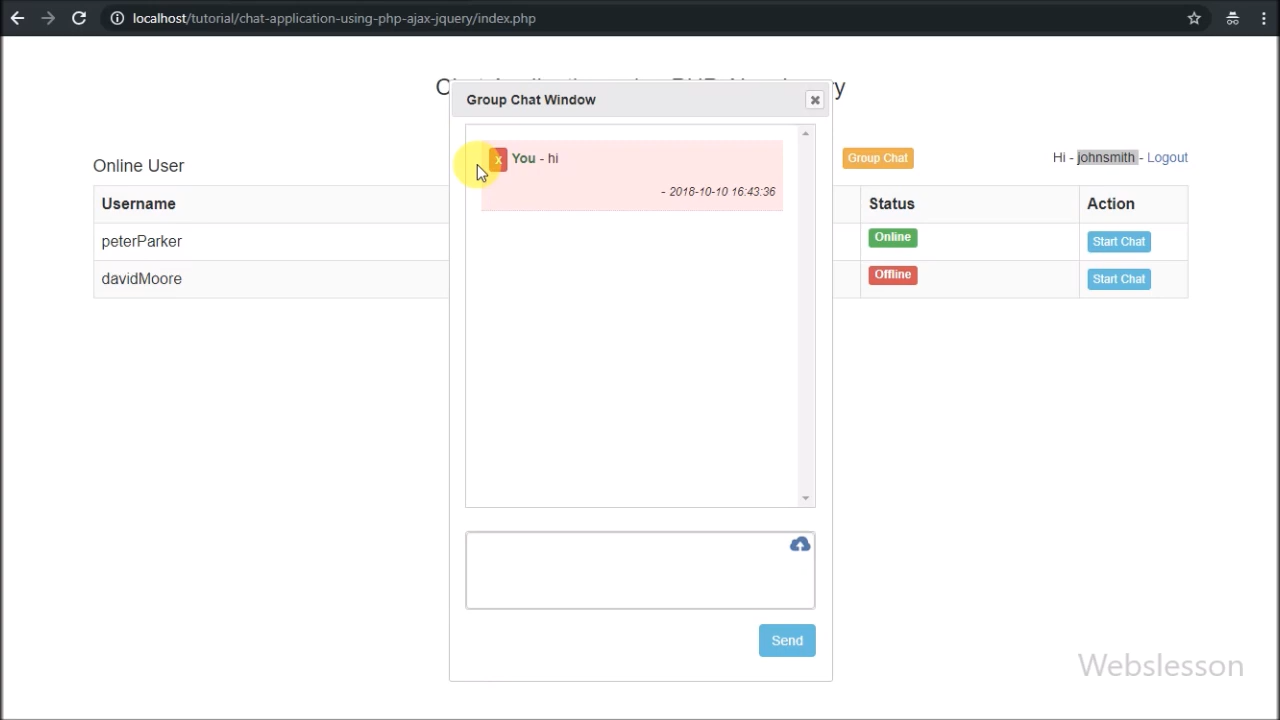 localhost/tutorial/chat-application-using-php-ajax-jquery/index.php
Group Chat Window
x
You - hi
- 2018-10-10 16:43:36
Send
Online User
Group Chat
Hi - johnsmith - Logout
Username
Status
Action
peterParker
Online
Start Chat
davidMoore
Offline
Start Chat
Webslesson